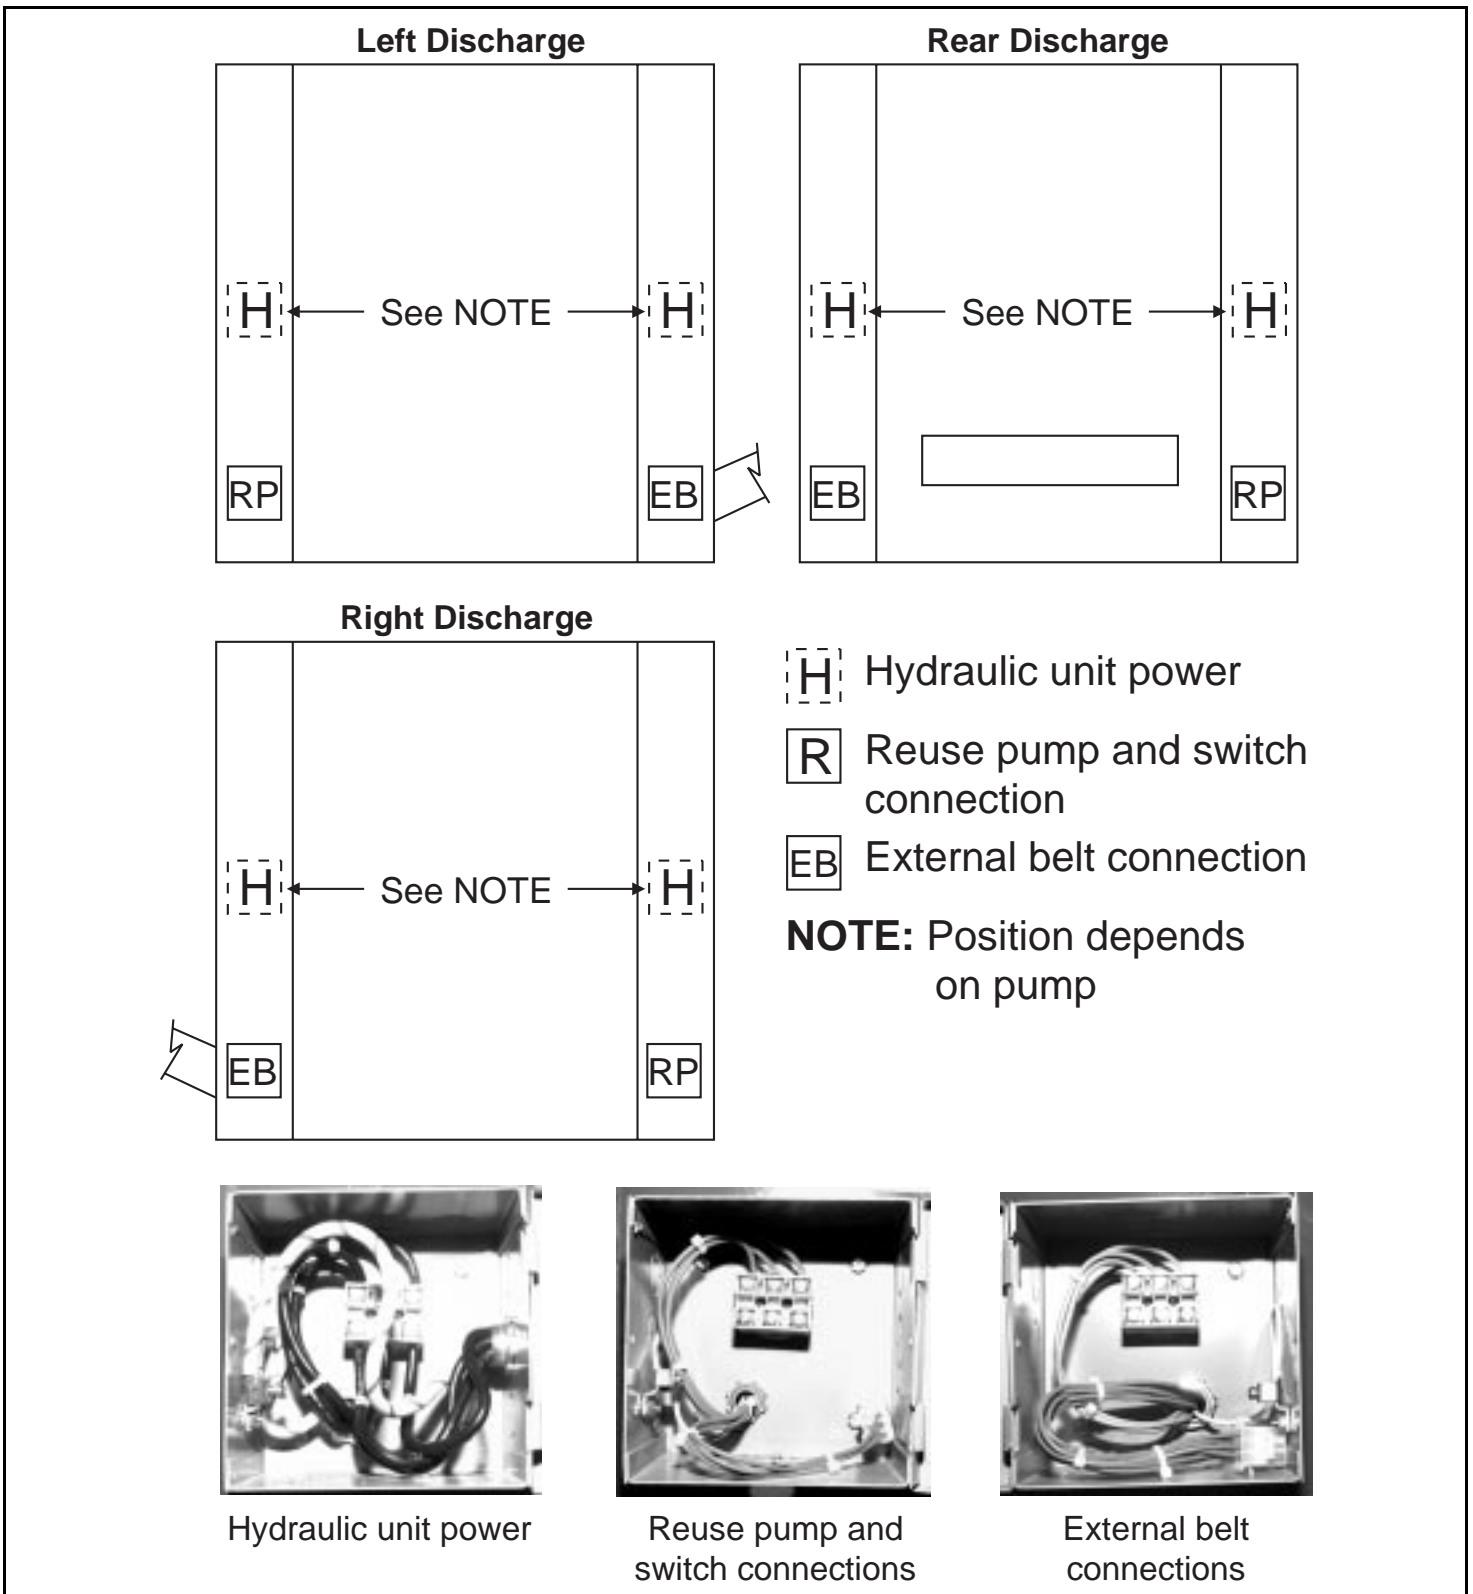 Left Discharge
Rear Discharge
H
See NOTE
H
H
See NOTE
H
RP
EB
EB
RP
Right Discharge
H
See NOTE
H
EB
RP
H Hydraulic unit power
R Reuse pump and switch
connection
EB External belt connection
NOTE: Position depends
on pump
Hydraulic unit power
Reuse pump and
switch connections
External belt
connections